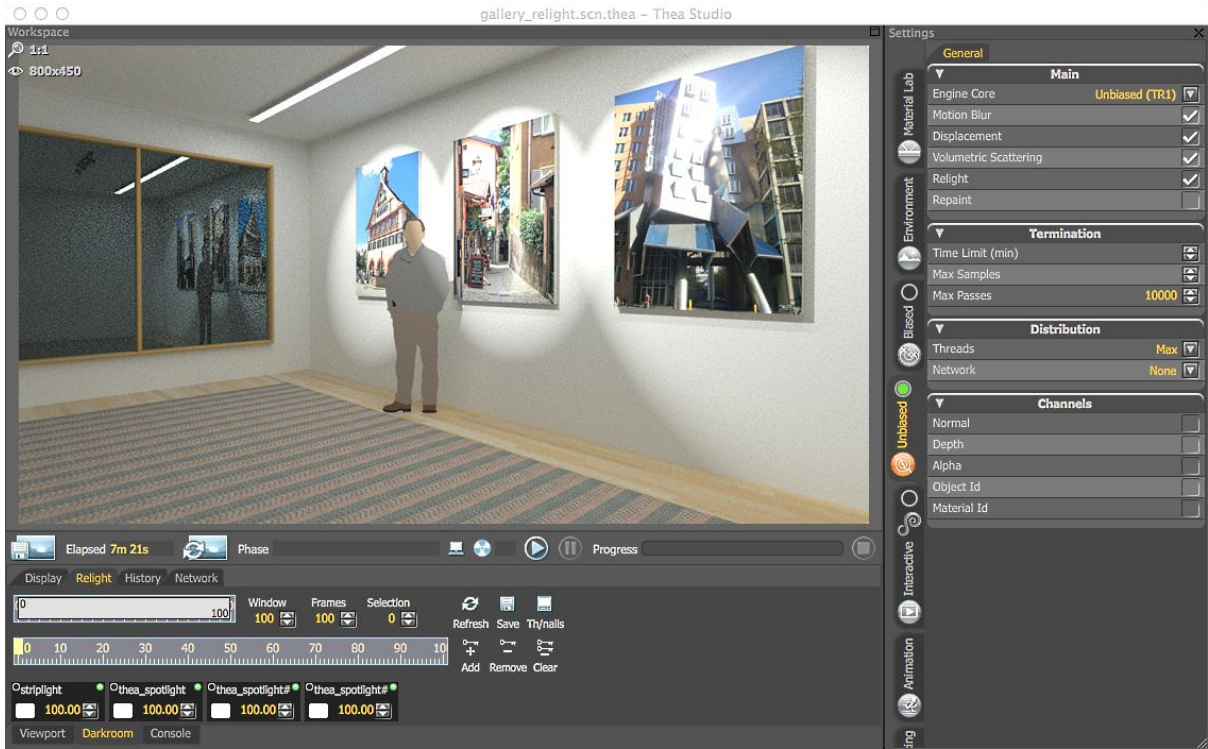 gallery_relight.scn.thea – Thea Studio
Workspace
1:1
800x450
Elapsed 7m 21s
Phase
Progress
Display Relight History Network
0 100
Window Frames Selection
100 100 0
Refresh Save Th/nails
0 10 20 30 40 50 60 70 80 90 10
Add Remove Clear
striplight thea_spotlight thea_spotlight# thea_spotlight#
100.00 100.00 100.00 100.00
Viewport Darkroom Console
Settings
Material Lab
Environment
Biased
Unbiased
Interactive
Animation
General
Main
Engine Core Unbiased (TR1)
Motion Blur
Displacement
Volumetric Scattering
Relight
Repaint
Termination
Time Limit (min)
Max Samples
Max Passes 10000
Distribution
Threads Max
Network None
Channels
Normal
Depth
Alpha
Object Id
Material Id